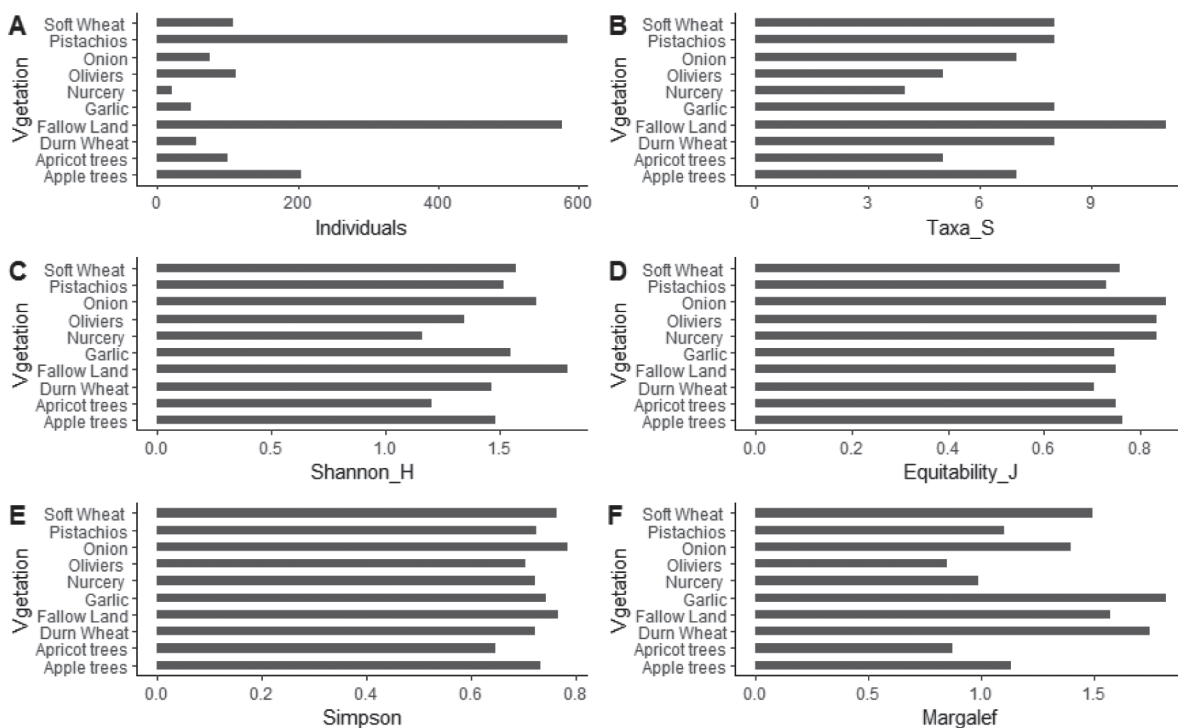 A
Vgetation
Soft Wheat
Pistachios
Onion
Oliviers
Nurcery
Garlic
Fallow Land
Durn Wheat
Apricot trees
Apple trees
0 200 400 600
Individuals
B
Vgetation
Soft Wheat
Pistachios
Onion
Oliviers
Nurcery
Garlic
Fallow Land
Durn Wheat
Apricot trees
Apple trees
0 3 6 9
Taxa_S
C
Vgetation
Soft Wheat
Pistachios
Onion
Oliviers
Nurcery
Garlic
Fallow Land
Durn Wheat
Apricot trees
Apple trees
0.0 0.5 1.0 1.5
Shannon_H
D
Vgetation
Soft Wheat
Pistachios
Onion
Oliviers
Nurcery
Garlic
Fallow Land
Durn Wheat
Apricot trees
Apple trees
0.0 0.2 0.4 0.6 0.8
Equitability_J
E
Vgetation
Soft Wheat
Pistachios
Onion
Oliviers
Nurcery
Garlic
Fallow Land
Durn Wheat
Apricot trees
Apple trees
0.0 0.2 0.4 0.6 0.8
Simpson
F
Vgetation
Soft Wheat
Pistachios
Onion
Oliviers
Nurcery
Garlic
Fallow Land
Durn Wheat
Apricot trees
Apple trees
0.0 0.5 1.0 1.5
Margalef